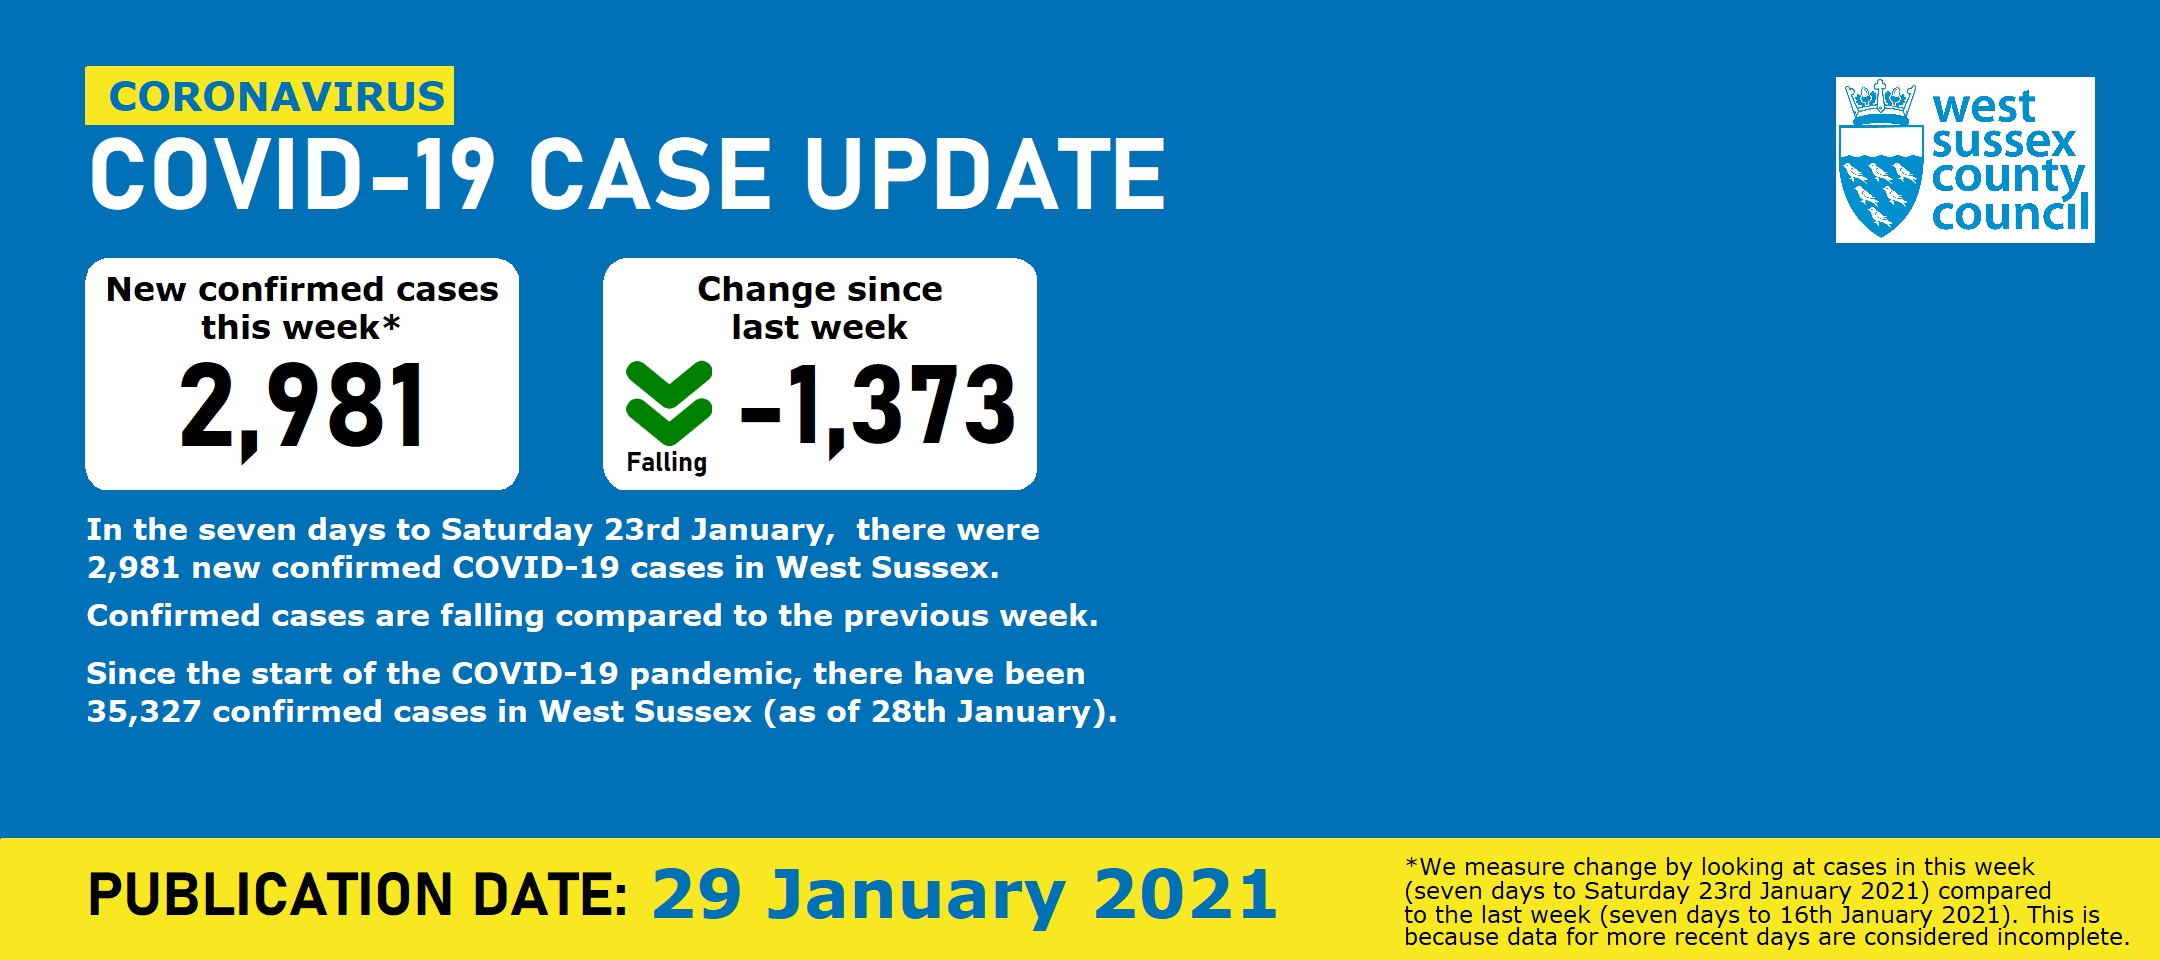 CORONAVIRUS
COVID-19 CASE UPDATE
west
sussex
county
council
New confirmed cases
this week*
2,981
Change since
last week
-1,373
Falling
In the seven days to Saturday 23rd January,  there were
2,981 new confirmed COVID-19 cases in West Sussex.
Confirmed cases are falling compared to the previous week.
Since the start of the COVID-19 pandemic, there have been
35,327 confirmed cases in West Sussex (as of 28th January).
PUBLICATION DATE: 29 January 2021
*We measure change by looking at cases in this week
(seven days to Saturday 23rd January 2021) compared
to the last week (seven days to 16th January 2021). This is
because data for more recent days are considered incomplete.